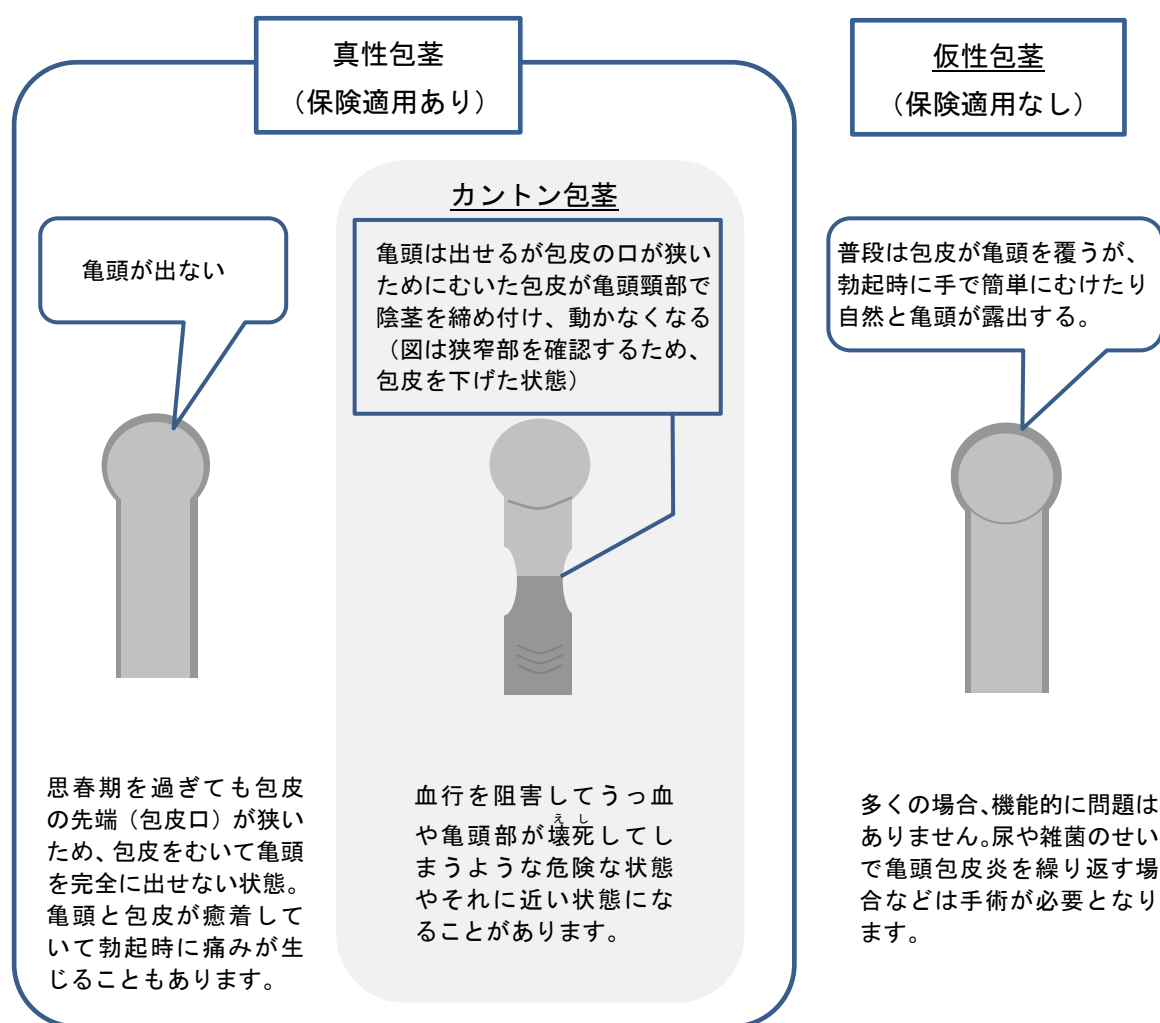 真性包茎
（保険適用あり）
仮性包茎
（保険適用なし）
亀頭が出ない
カントン包茎
亀頭は出せるが包皮の口が狭い
ためにむいた包皮が亀頭頸部で
陰茎を締め付け、動かなくなる
（図は狭窄部を確認するため、
包皮を下げた状態）
普段は包皮が亀頭を覆うが、
勃起時に手で簡単にむけたり
自然と亀頭が露出する。
思春期を過ぎても包皮
の先端（包皮口）が狭い
ため、包皮をむいて亀頭
を完全に出せない状態。
亀頭と包皮が癒着して
いて勃起時に痛みが生
じることもあります。
血行を阻害してうっ血
えし
や亀頭部が壊死してし
まうような危険な状態
やそれに近い状態にな
ることがあります。
多くの場合、機能的に問題は
ありません。尿や雑菌のせい
で亀頭包皮炎を繰り返す場
合などは手術が必要となり
ます。